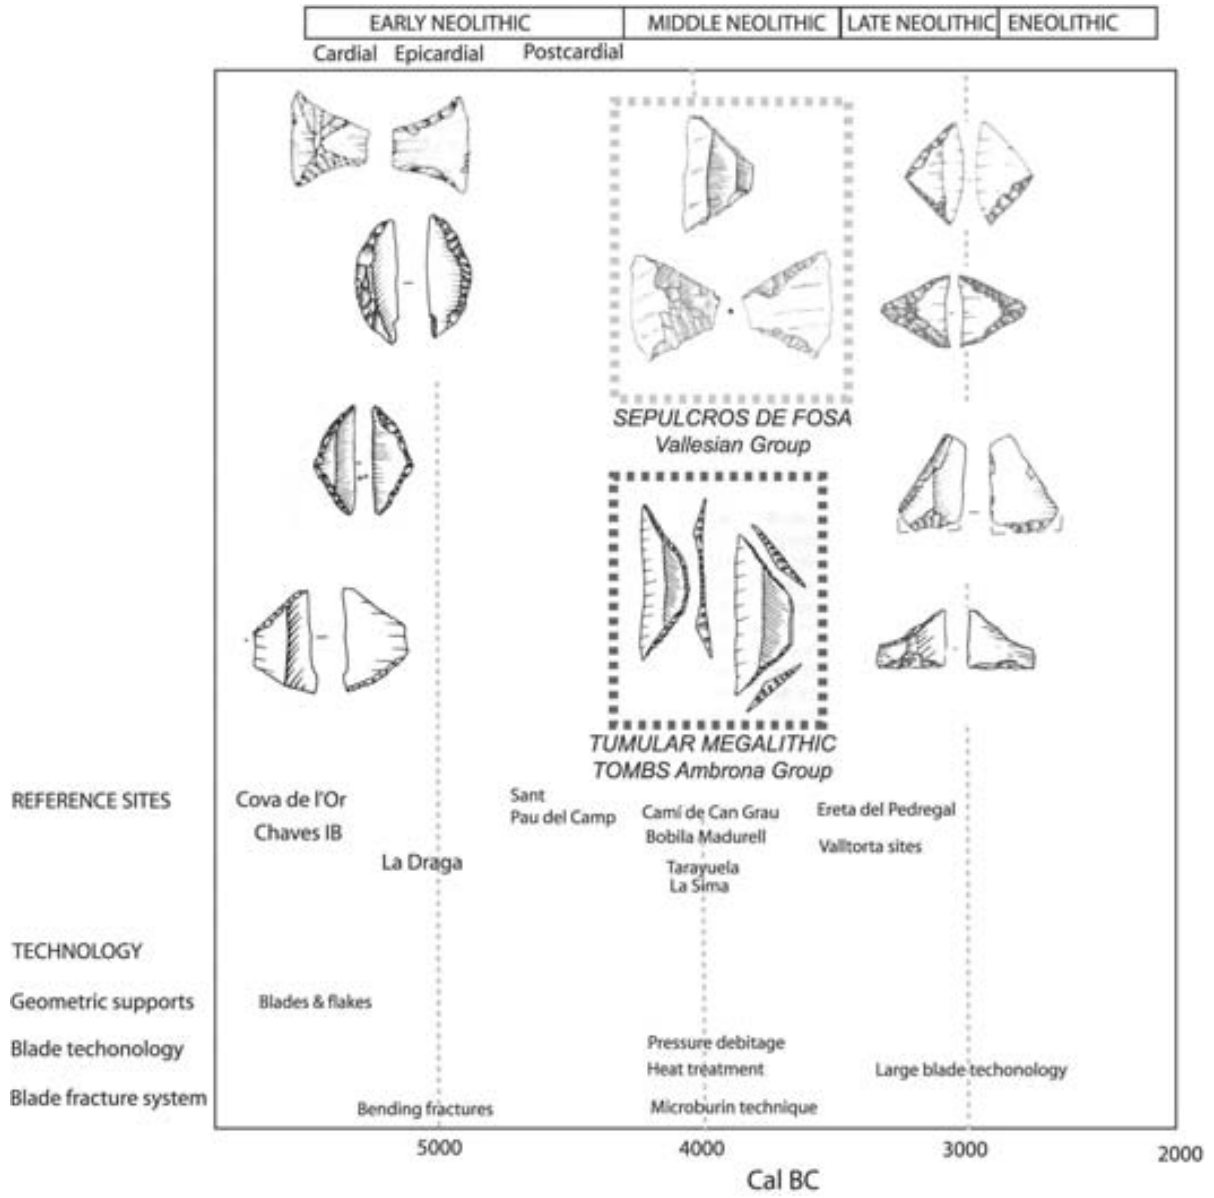 EARLY NEOLITHIC MIDDLE NEOLITHIC LATE NEOLITHIC ENEOLITHIC
Cardial Epicardial Postcardial
SEPULCROS DE FOSA
Vallesian Group
TUMULAR MEGALITHIC
TOMBS Ambrona Group
REFERENCE SITES
Cova de l'Or
Chaves IB
La Draga
Sant
Pau del Camp
Camí de Can Grau
Bobila Madurell
Tarayuela
La Sima
Ereta del Pedregal
Valltorta sites
TECHNOLOGY
Geometric supports Blades & flakes
Blade techonology Pressure debitage
Heat treatment Large blade techonology
Blade fracture system Bending fractures Microburin technique
5000 4000 3000 2000
Cal BC